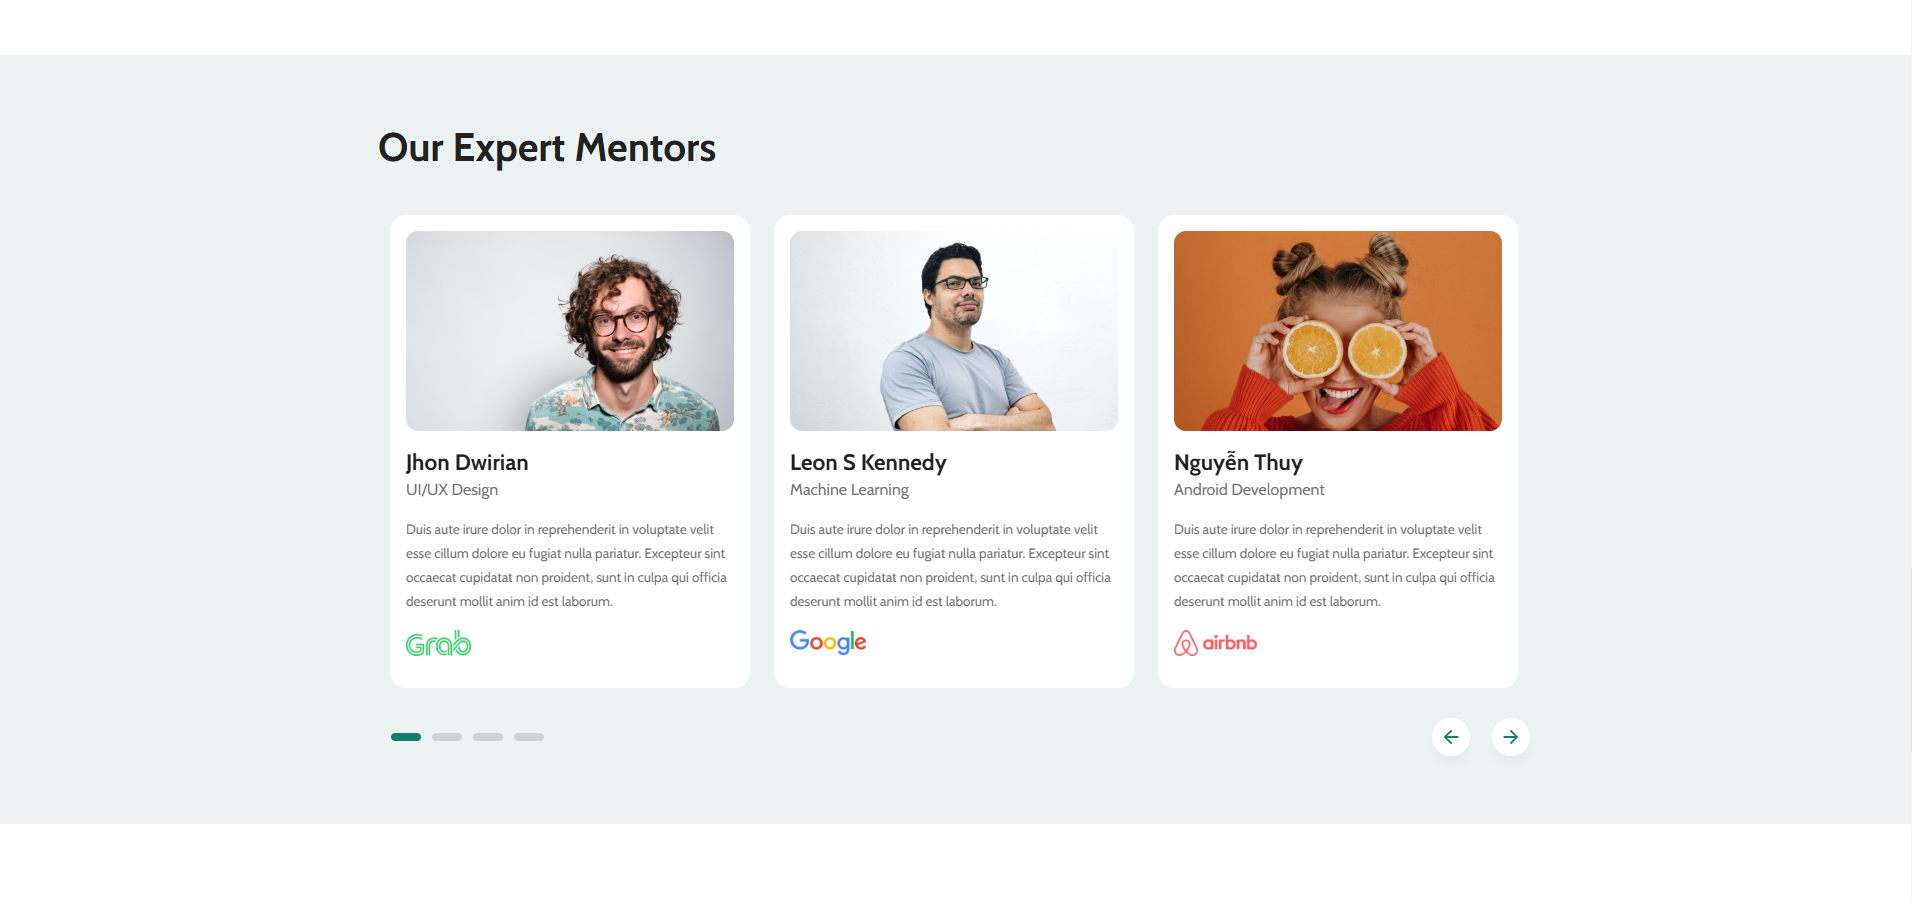 Our Expert Mentors
Jhon Dwirian
UI/UX Design
Duis aute irure dolor in reprehenderit in voluptate velit
esse cillum dolore eu fugiat nulla pariatur. Excepteur sint
occaecat cupidatat non proident, sunt in culpa qui officia
deserunt mollit anim id est laborum.
Grab
Leon S Kennedy
Machine Learning
Duis aute irure dolor in reprehenderit in voluptate velit
esse cillum dolore eu fugiat nulla pariatur. Excepteur sint
occaecat cupidatat non proident, sunt in culpa qui officia
deserunt mollit anim id est laborum.
Google
Nguyễn Thuy
Android Development
Duis aute irure dolor in reprehenderit in voluptate velit
esse cillum dolore eu fugiat nulla pariatur. Excepteur sint
occaecat cupidatat non proident, sunt in culpa qui officia
deserunt mollit anim id est laborum.
airbnb